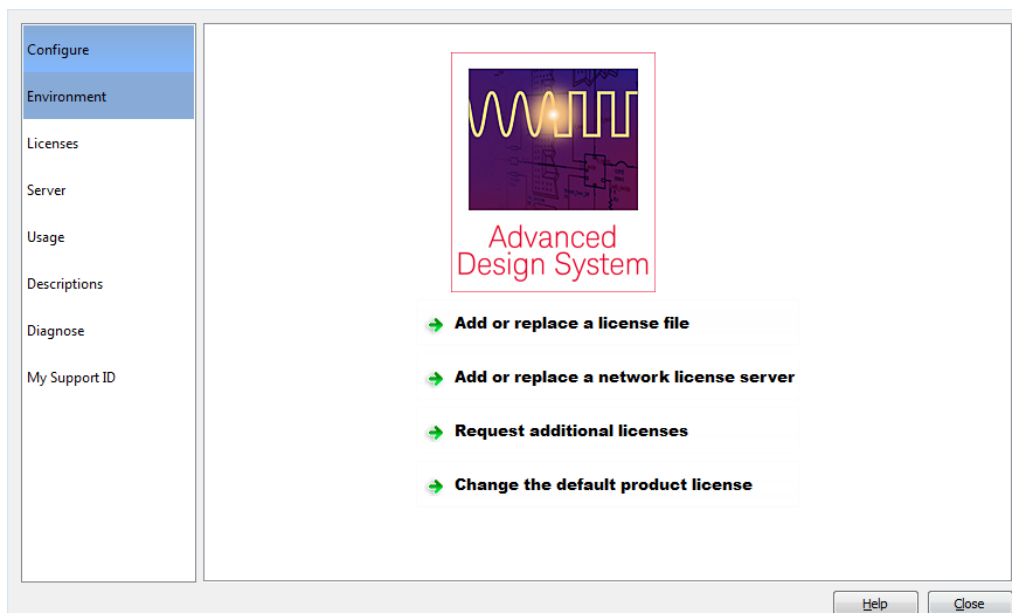 Configure
Environment
Licenses
Server
Usage
Descriptions
Diagnose
My Support ID
Advanced
Design System
Add or replace a license file
Add or replace a network license server
Request additional licenses
Change the default product license
Help
Close